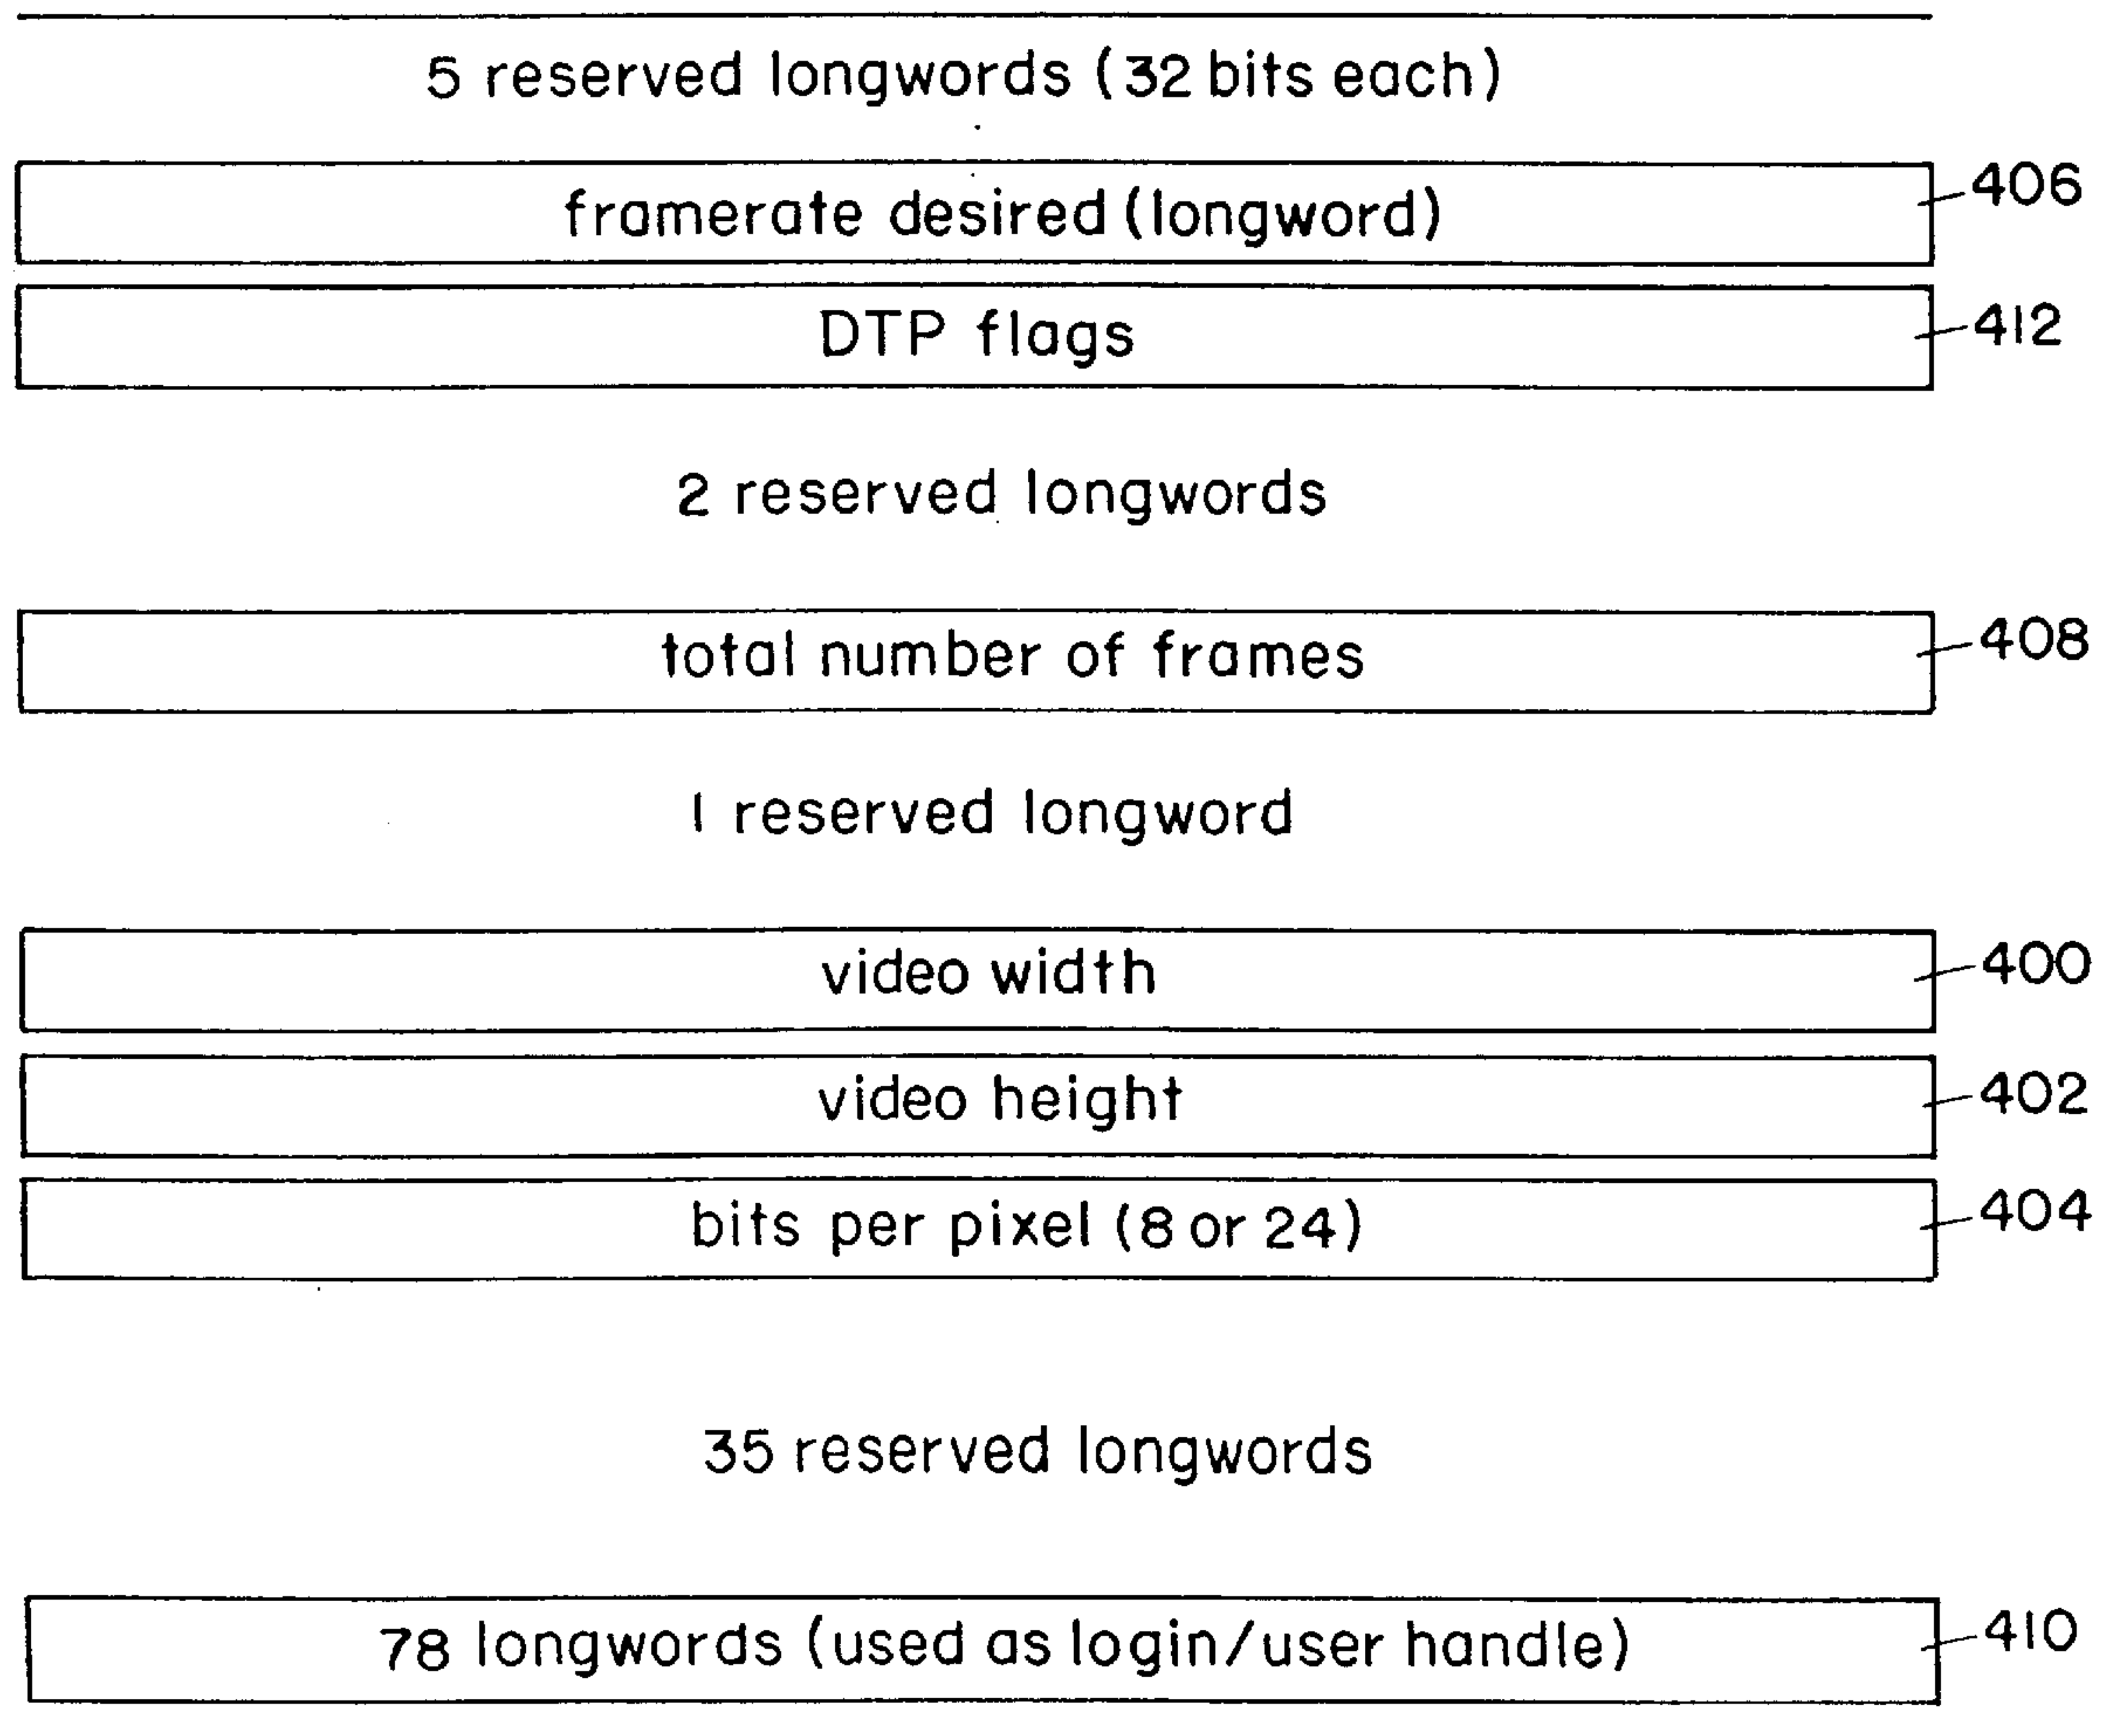 5 reserved longwords (32 bits each)
framerate desired (longword) 406
DTP flags 412
2 reserved longwords
total number of frames 408
1 reserved longword
video width 400
video height 402
bits per pixel (8 or 24) 404
35 reserved longwords
78 longwords (used as login/user handle) 410